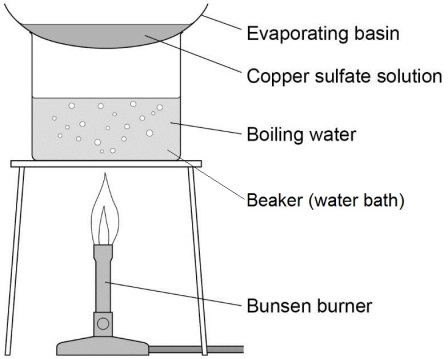 Evaporating basin
Copper sulfate solution
Boiling water
Beaker (water bath)
Bunsen burner